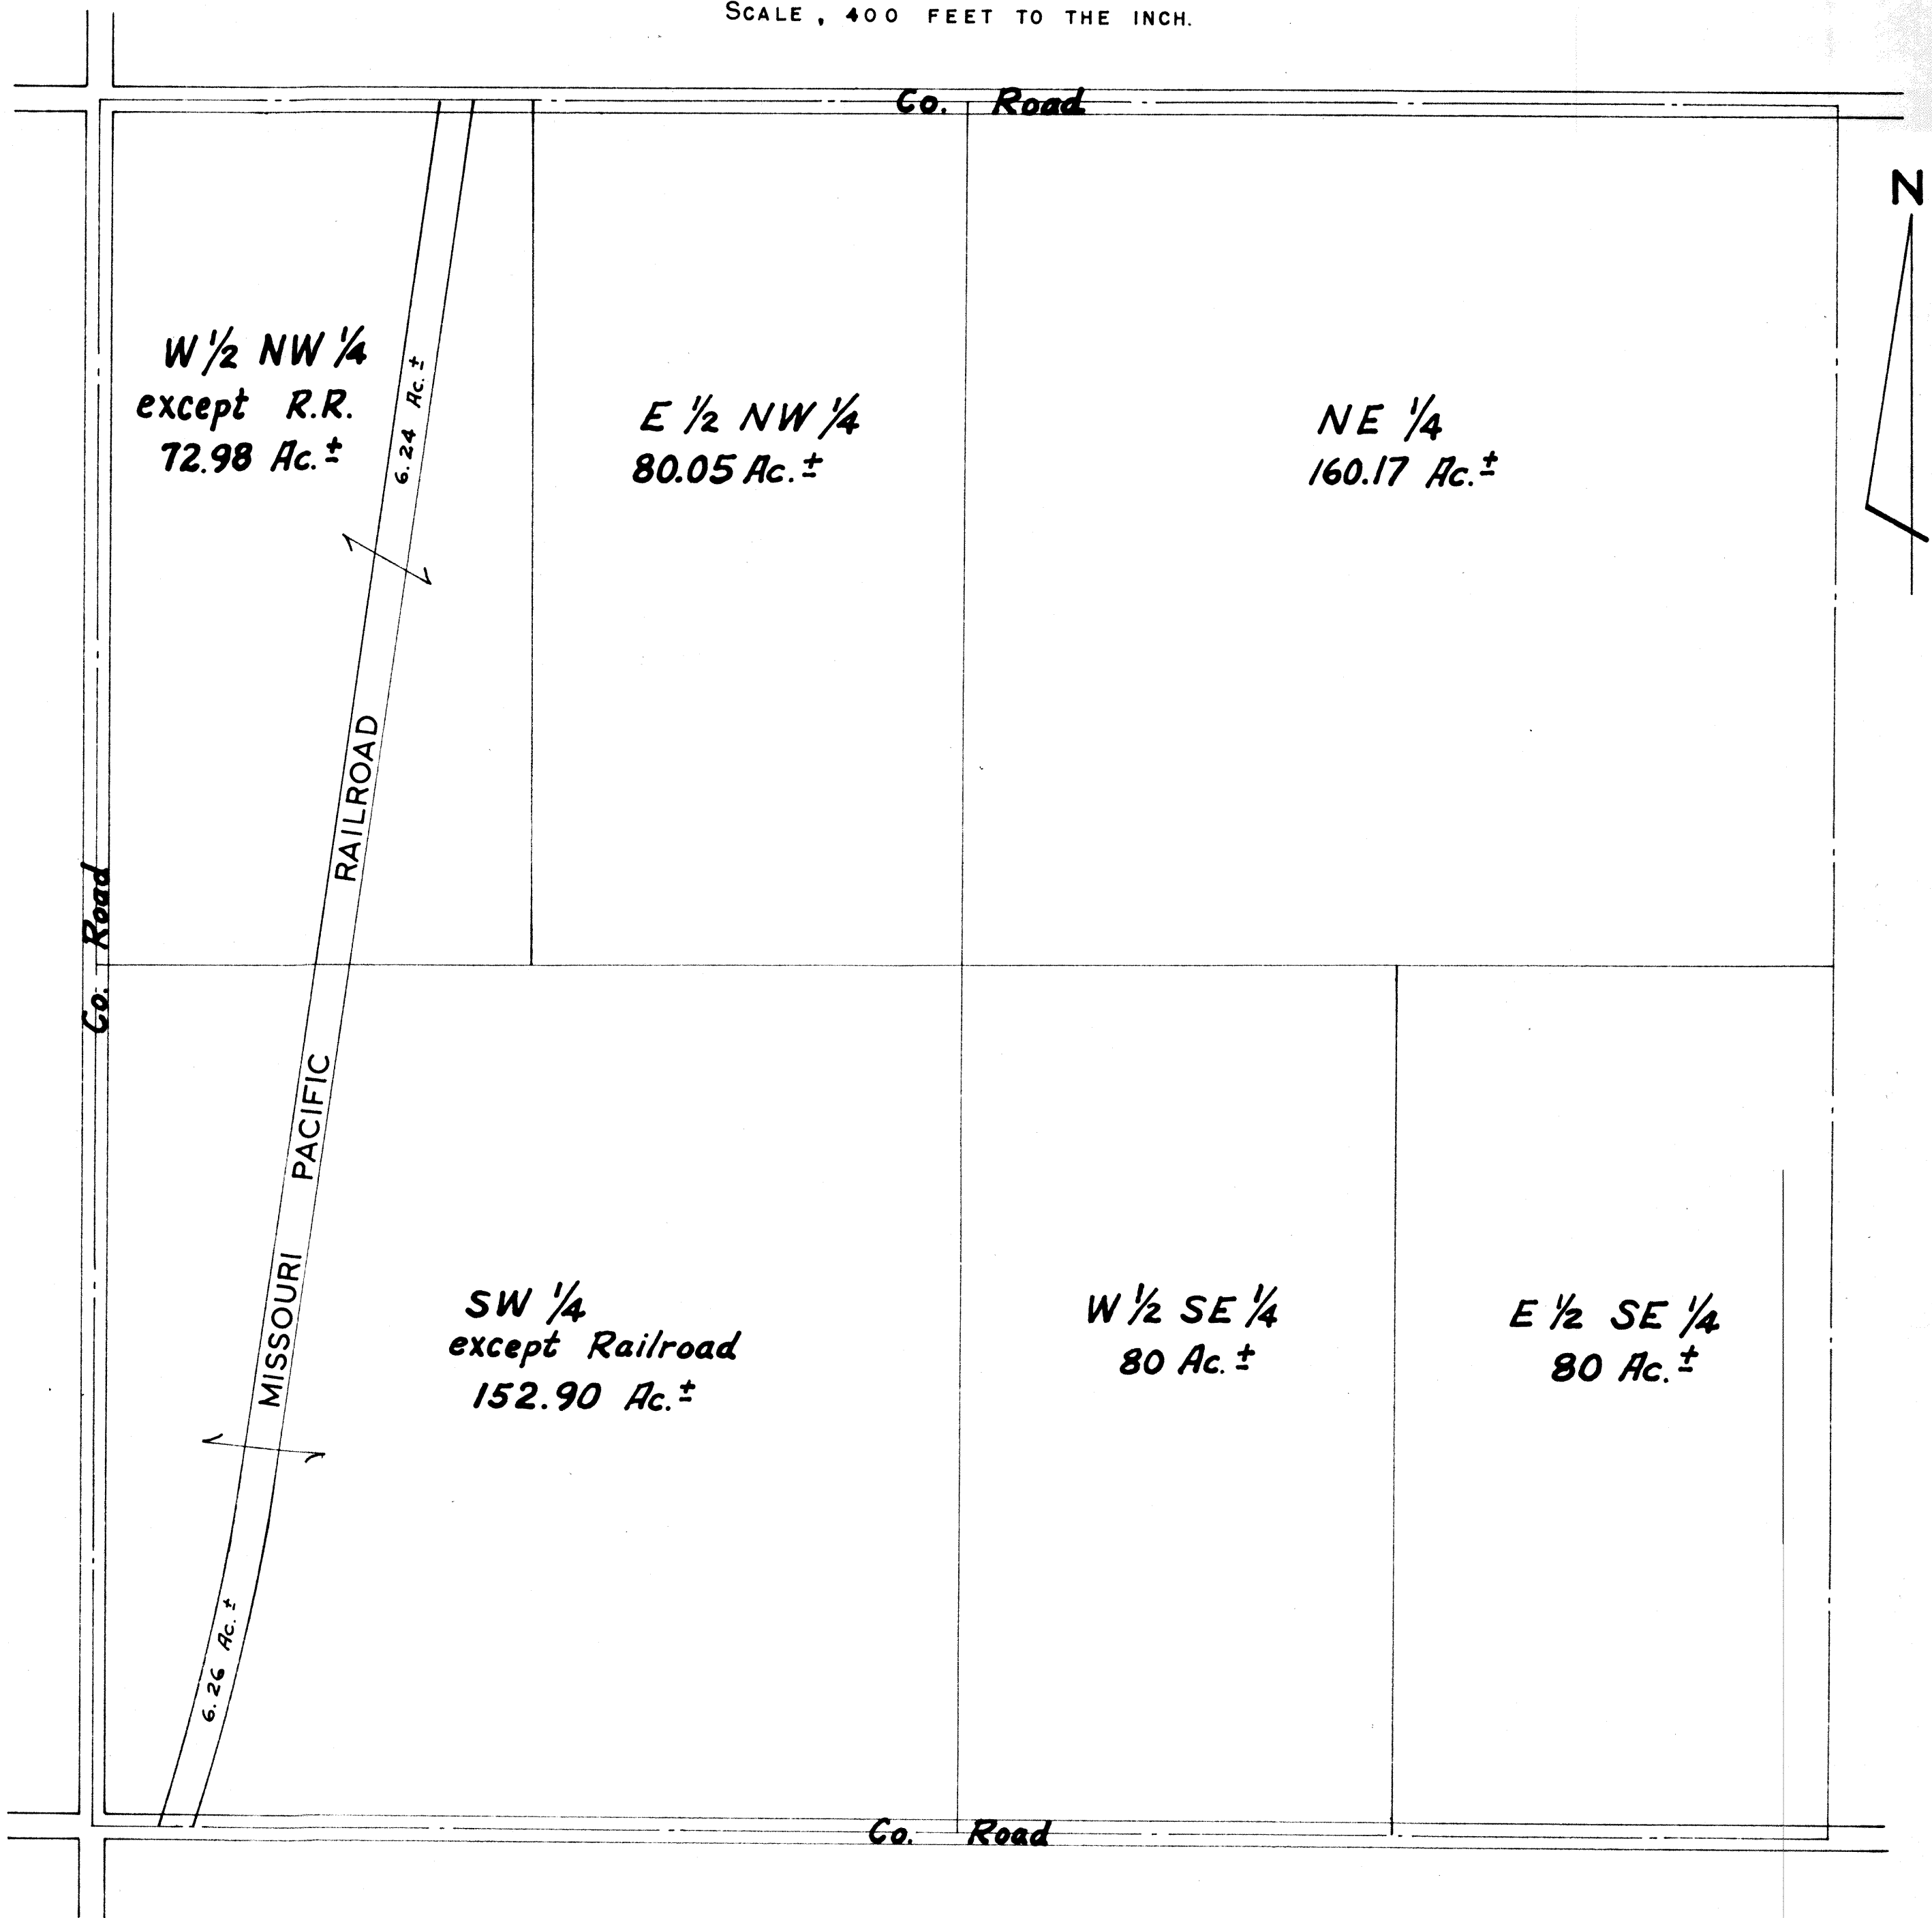 SCALE, 400 FEET TO THE INCH.
Co. Road
N
W 1/2 NW 1/4
except R.R.
72.98 Ac.±
6.24 Ac.±
E 1/2 NW 1/4
80.05 Ac.±
NE 1/4
160.17 Ac.±
Co. Road
MISSOURI PACIFIC RAILROAD
SW 1/4
except Railroad
152.90 Ac.±
W 1/2 SE 1/4
80 Ac.±
E 1/2 SE 1/4
80 Ac.±
6.26 Ac.±
Co. Road